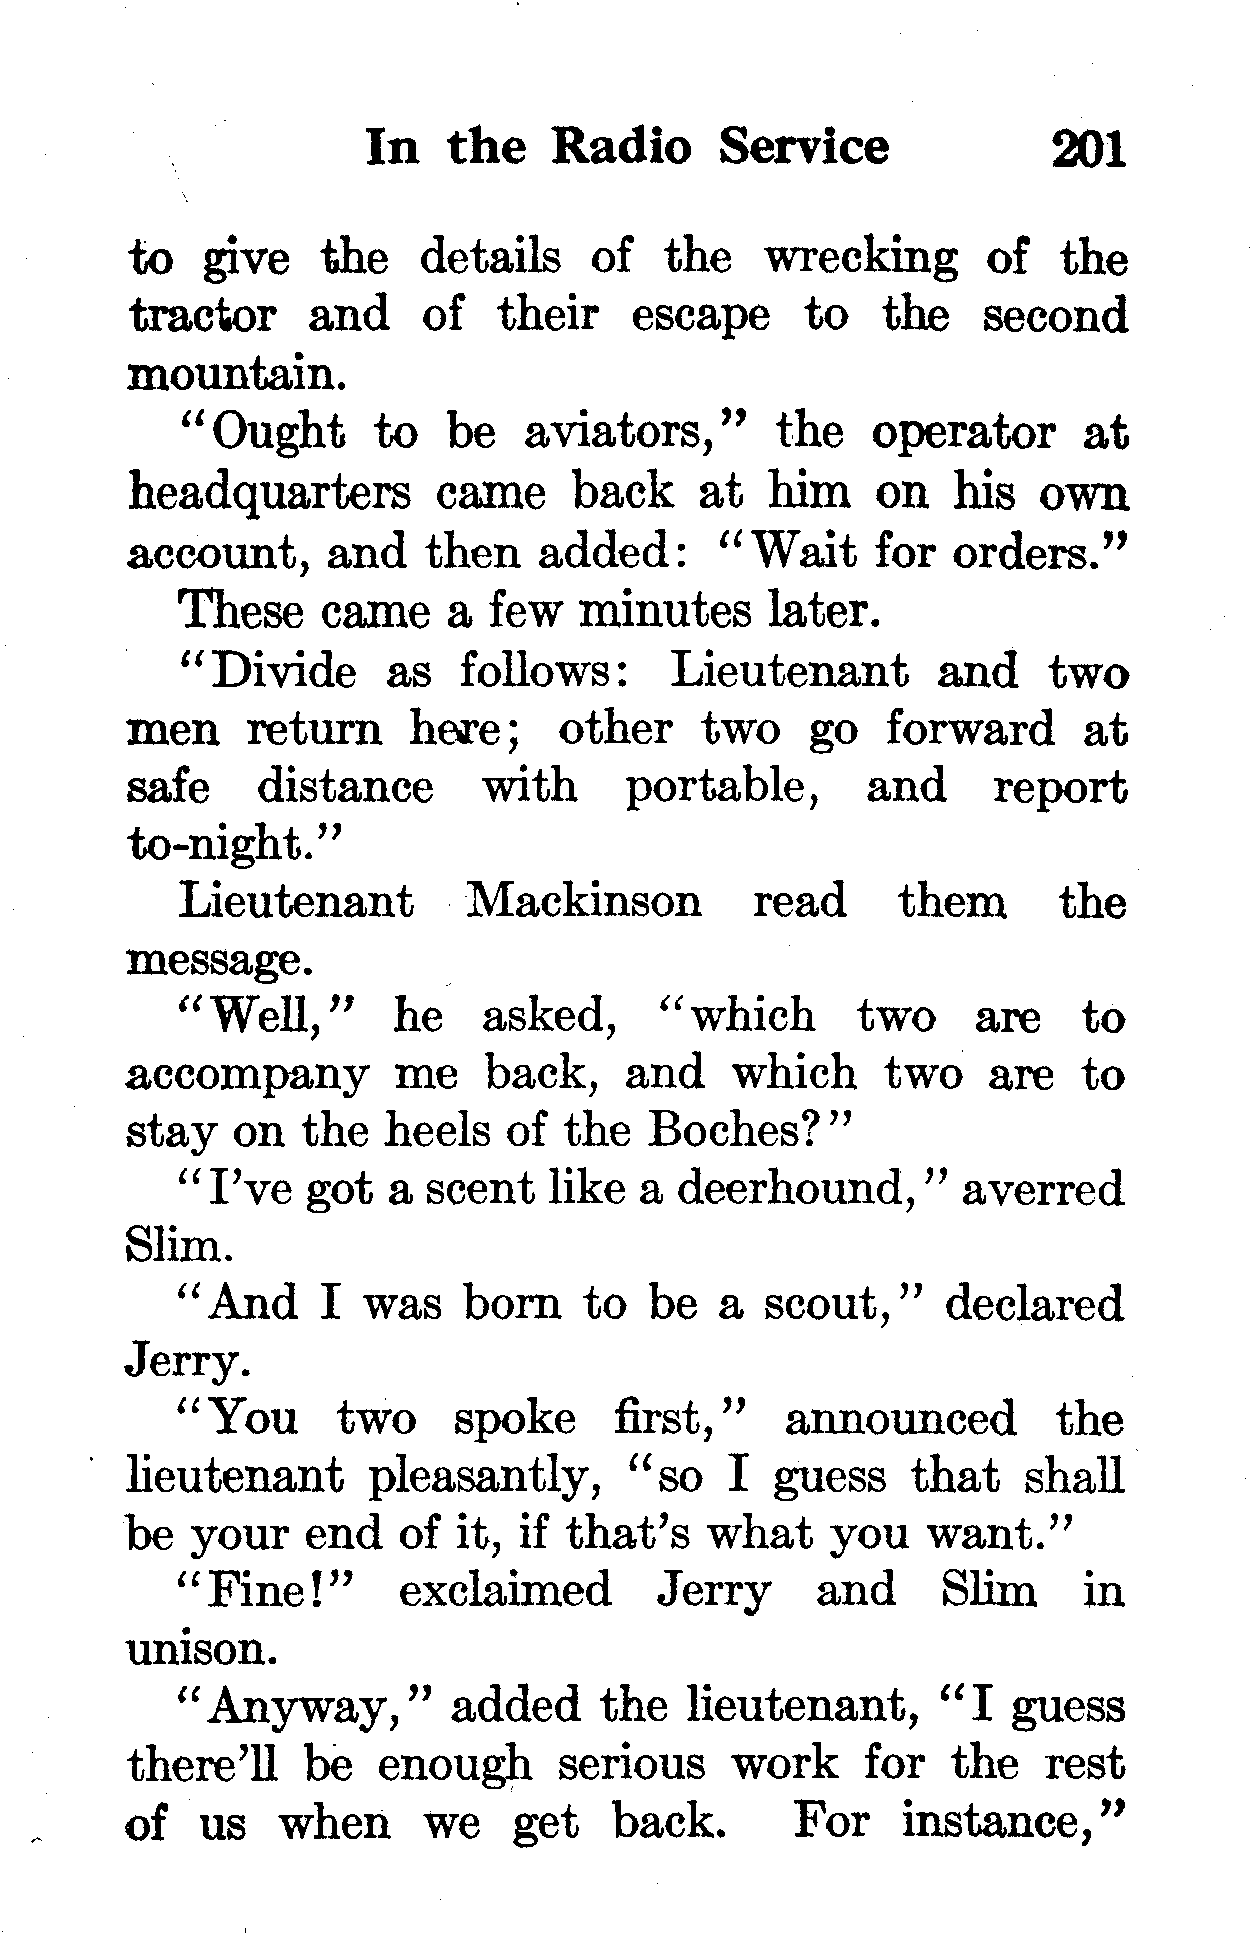 In the Radio Service 201
to give the details of the wrecking of the
tractor and of their escape to the second
mountain.
"Ought to be aviators," the operator at
headquarters came back at him on his own
account, and then added: "Wait for orders."
These came a few minutes later.
"Divide as follows: Lieutenant and two
men return here; other two go forward at
safe distance with portable, and report
to-night."
Lieutenant Mackinson read them the
message.
"Well," he asked, "which two are to
accompany me back, and which two are to
stay on the heels of the Boches?"
"I've got a scent like a deerhound," averred
Slim.
"And I was born to be a scout," declared
Jerry.
"You two spoke first," announced the
lieutenant pleasantly, "so I guess that shall
be your end of it, if that's what you want."
"Fine!" exclaimed Jerry and Slim in
unison.
"Anyway," added the lieutenant, "I guess
there'll be enough serious work for the rest
of us when we get back. For instance,"